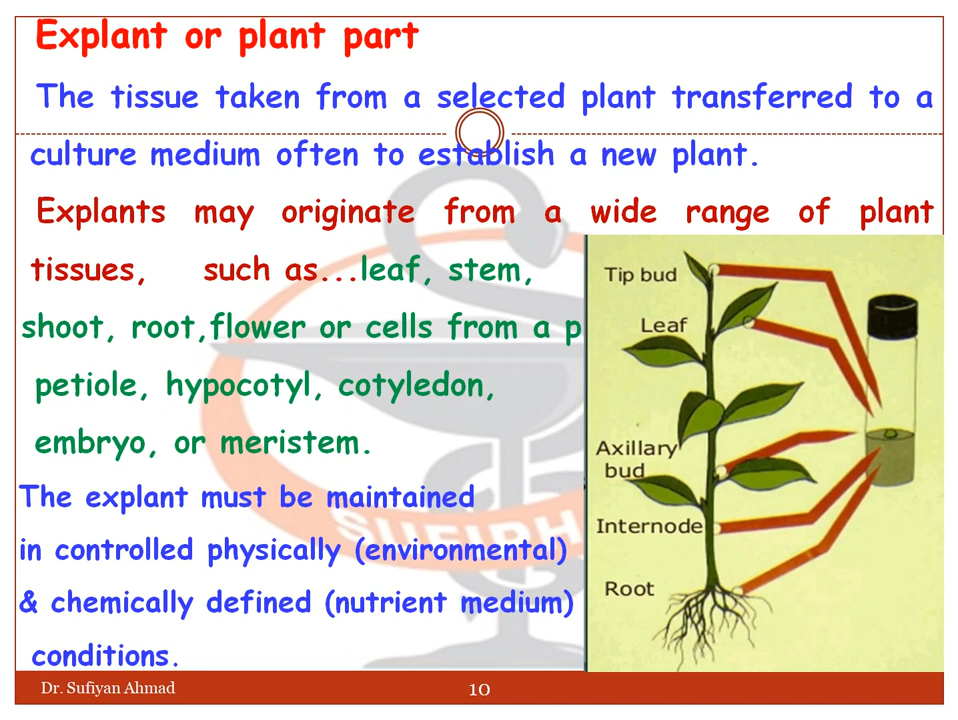 Explant or plant part
The tissue taken from a selected plant transferred to a
culture medium often to establish a new plant.
Explants may originate from a wide range of plant
tissues, such as...leaf, stem,
shoot, root,flower or cells from a p
petiole, hypocotyl, cotyledon,
embryo, or meristem.
The explant must be maintained
in controlled physically (environmental)
& chemically defined (nutrient medium)
conditions.
Tip bud
Leaf
Axillary
bud
Internode
Root
SUFIPH
Dr. Sufiyan Ahmad
10